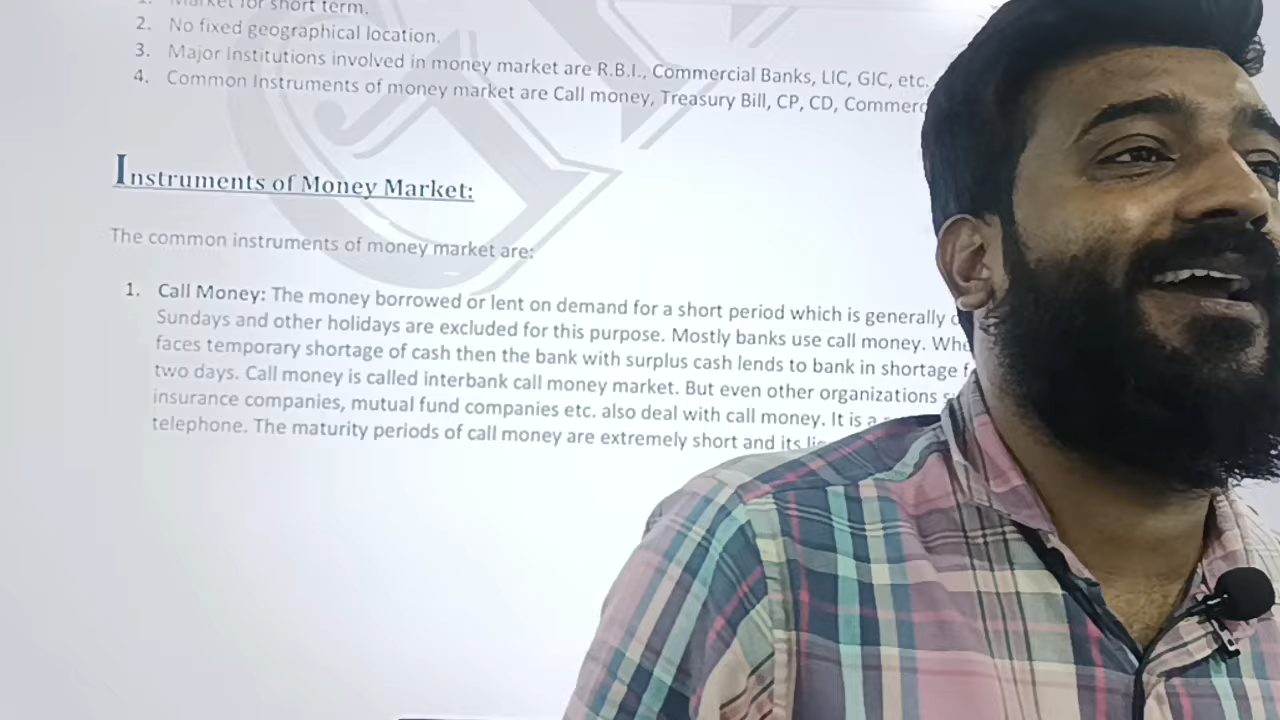 1. Market for short term.
2. No fixed geographical location.
3. Major Institutions involved in money market are R.B.I., Commercial Banks, LIC, GIC, etc.
4. Common Instruments of money market are Call money, Treasury Bill, CP, CD,
Instruments of Money Market:
The common instruments of money market are:
1. Call Money: The money borrowed or lent on demand for a short period which is generally
Sundays and other holidays are excluded for this purpose. Mostly banks use call money.
faces temporary shortage of cash then the bank with surplus cash lends to bank in shortage
two days. Call money is called interbank call money market. But even other organizations
insurance companies, mutual fund companies etc. also deal with call money. It is a
telephone. The maturity periods of call money are extremely short and its